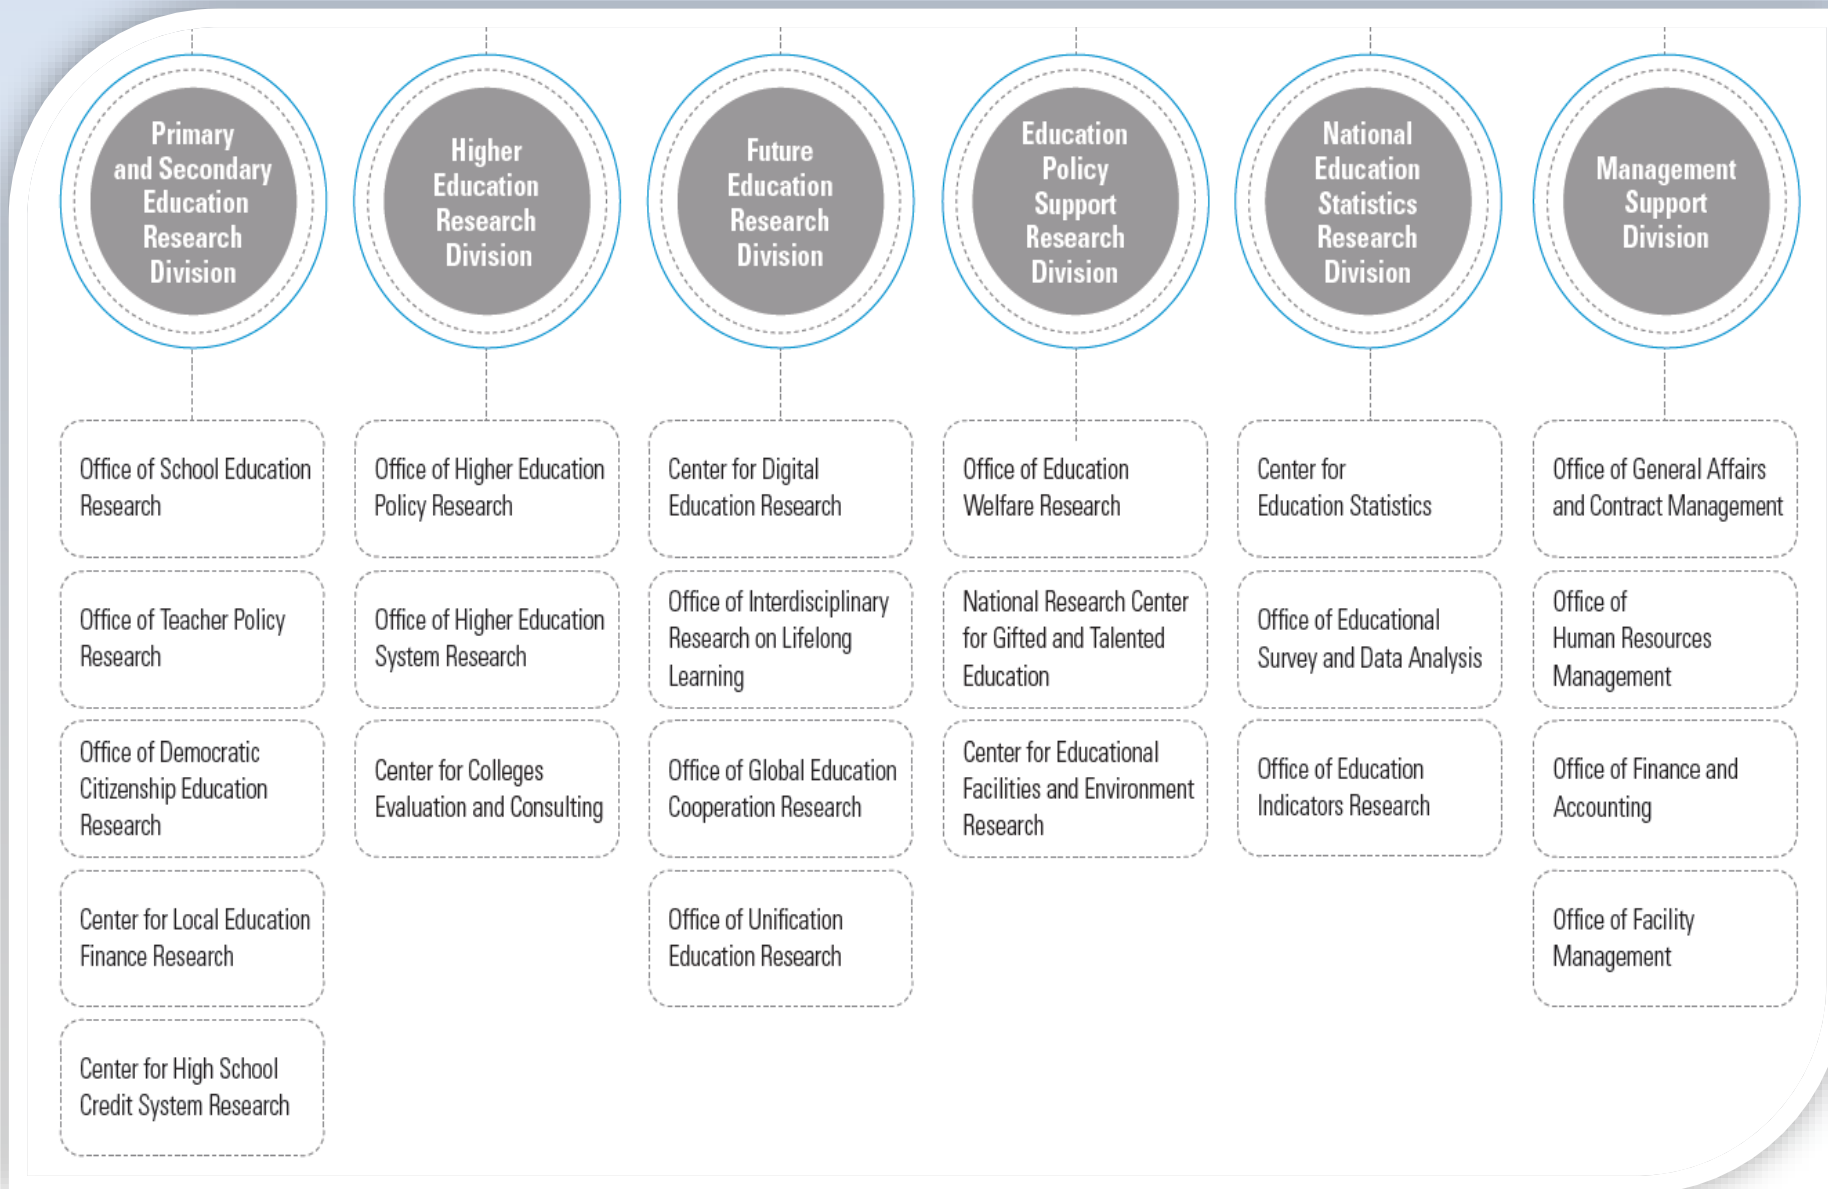 Primary
and Secondary
Education
Research
Division
Higher
Education
Research
Division
Future
Education
Research
Division
Education
Policy
Support
Research
Division
National
Education
Statistics
Research
Division
Management
Support
Division
Office of School Education
Research
Office of Teacher Policy
Research
Office of Democratic
Citizenship Education
Research
Center for Local Education
Finance Research
Center for High School
Credit System Research
Office of Higher Education
Policy Research
Office of Higher Education
System Research
Center for Colleges
Evaluation and Consulting
Center for Digital
Education Research
Office of Interdisciplinary
Research on Lifelong
Learning
Office of Global Education
Cooperation Research
Office of Unification
Education Research
Office of Education
Welfare Research
National Research Center
for Gifted and Talented
Education
Center for Educational
Facilities and Environment
Research
Center for
Education Statistics
Office of Educational
Survey and Data Analysis
Office of Education
Indicators Research
Office of General Affairs
and Contract Management
Office of
Human Resources
Management
Office of Finance and
Accounting
Office of Facility
Management